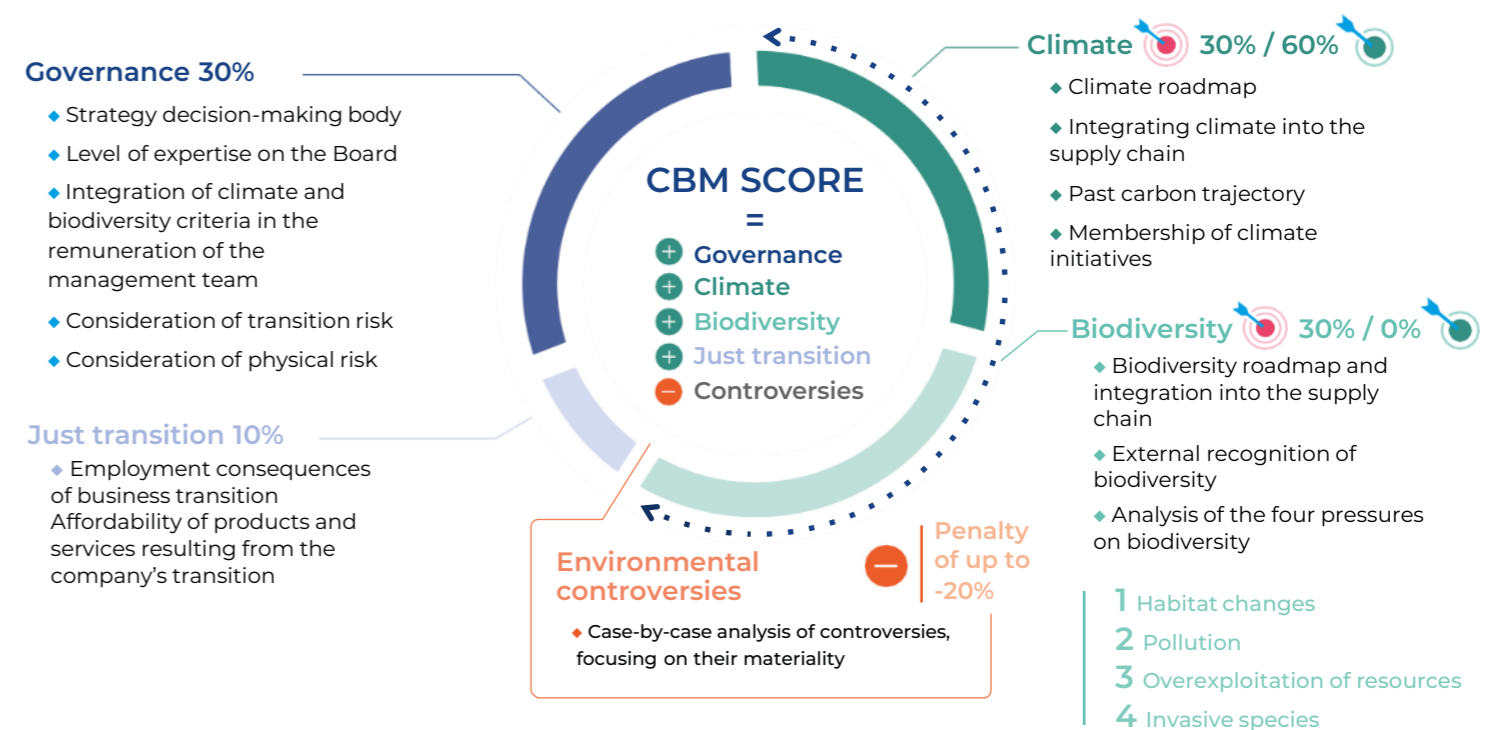 Governance 30%
◆ Strategy decision-making body
◆ Level of expertise on the Board
◆ Integration of climate and
biodiversity criteria in the
remuneration of the
management team
◆ Consideration of transition risk
◆ Consideration of physical risk
Just transition 10%
◆ Employment consequences
of business transition
Affordability of products and
services resulting from the
company’s transition
CBM SCORE
=
+ Governance
+ Climate
+ Biodiversity
+ Just transition
− Controversies
Environmental
controversies
− Penalty
of up to
-20%
◆ Case-by-case analysis of controversies,
focusing on their materiality
Climate 30% / 60%
◆ Climate roadmap
◆ Integrating climate into the
supply chain
◆ Past carbon trajectory
◆ Membership of climate
initiatives
Biodiversity 30% / 0%
◆ Biodiversity roadmap and
integration into the supply
chain
◆ External recognition of
biodiversity
◆ Analysis of the four pressures
on biodiversity
1 Habitat changes
2 Pollution
3 Overexploitation of resources
4 Invasive species